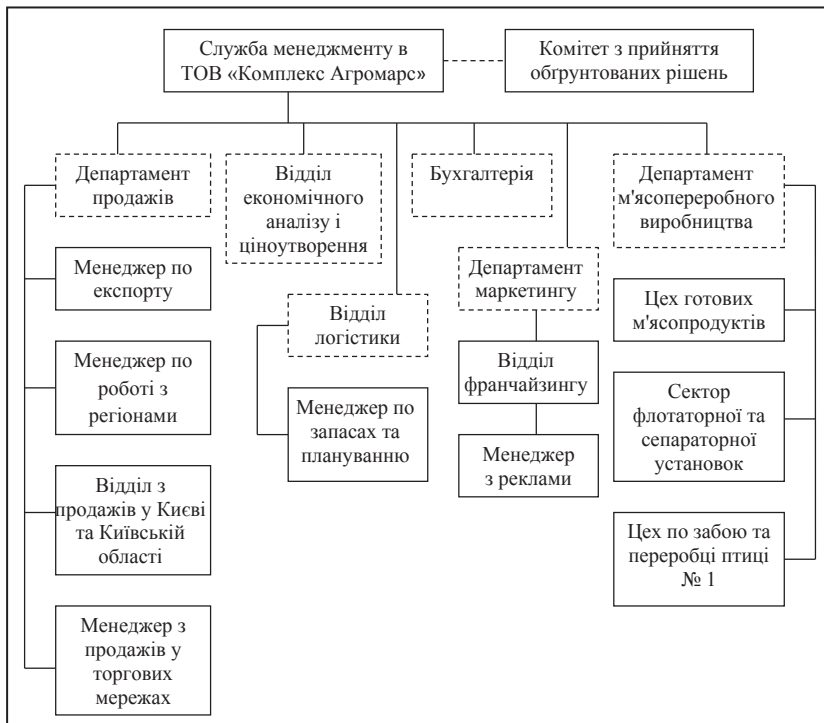 Служба менеджменту в
ТОВ «Комплекс Агромарс»
Комітет з прийняття
обґрунтованих рішень
Департамент
продажів
Відділ
економічного
аналізу і
ціноутворення
Бухгалтерія
Департамент
м'ясопереробного
виробництва
Менеджер по
експорту
Департамент
маркетингу
Цех готових
м'ясопродуктів
Відділ
логістики
Менеджер по
роботі з
регіонами
Відділ
франчайзингу
Менеджер по
запасах та
плануванню
Сектор
флотаторної та
сепараторної
установок
Менеджер
з реклами
Відділ з
продажів у Києві
та Київській
області
Цех по забою та
переробці птиці
№ 1
Менеджер з
продажів у
торгових
мережах